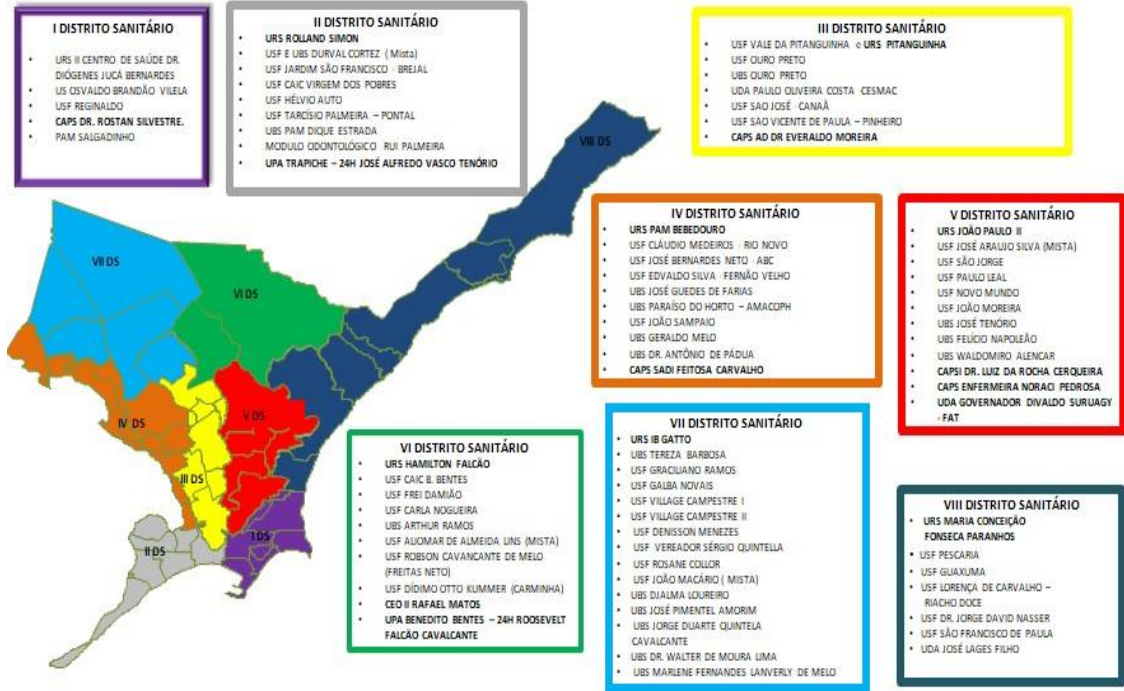 I DISTRITO SANITÁRIO
• URS II CENTRO DE SAÚDE DR.
DIÓGENES JUCÁ BERNARDES
• US OSVALDO BRANDÃO VILELA
• USF REGINALDO
• CAPS DR. ROSTAN SILVESTRE.
• PAM SALGADINHO
II DISTRITO SANITÁRIO
• URS ROLLAND SIMON
• USF E UBS DURVAL CORTEZ ( Mista)
• USF JARDIM SÃO FRANCISCO - BREJAL
• USF CAIC VIRGEM DOS POBRES
• USF HÉLVIO AUTO
• USF TARCÍSIO PALMEIRA – PONTAL
• UBS PAM DIQUE ESTRADA
• MODULO ODONTOLÓGICO RUI PALMEIRA
• UPA TRAPICHE – 24H JOSÉ ALFREDO VASCO TENÓRIO
III DISTRITO SANITÁRIO
• USF VALE DA PITANGUINHA e URS PITANGUINHA
• USF OURO PRETO
• UBS OURO PRETO
• UDA PAULO OLIVEIRA COSTA -CESMAC
• USF SAO JOSÉ - CANAÃ
• USF SAO VICENTE DE PAULA – PINHEIRO
• CAPS AD DR EVERALDO MOREIRA
IV DISTRITO SANITÁRIO
• URS PAM BEBEDOURO
• USF CLÁUDIO MEDEIROS - RIO NOVO
• USF JOSÉ BERNARDES NETO - ABC
• USF EDVALDO SILVA - FERNÃO VELHO
• UBS JOSÉ GUEDES DE FARIAS
• UBS PARAÍSO DO HORTO – AMACOPH
• USF JOÃO SAMPAIO
• UBS GERALDO MELO
• UBS DR. ANTÔNIO DE PÁDUA
• CAPS SADI FEITOSA CARVALHO
V DISTRITO SANITÁRIO
• URS JOÃO PAULO II
• USF JOSÉ ARAUJO SILVA (MISTA)
• USF SÃO JORGE
• USF PAULO LEAL
• USF NOVO MUNDO
• USF JOÃO MOREIRA
• UBS JOSÉ TENÓRIO
• UBS FELÍCIO NAPOLEÃO
• UBS WALDOMIRO ALENCAR
• CAPSI DR. LUIZ DA ROCHA CERQUEIRA
• CAPS ENFERMEIRA NORACI PEDROSA
• UDA GOVERNADOR DIVALDO SURUAGY
- FAT
VI DISTRITO SANITÁRIO
• URS HAMILTON FALCÃO
• USF CAIC B. BENTES
• USF FREI DAMIÃO
• USF CARLA NOGUEIRA
• UBS ARTHUR RAMOS
• USF ALIOMAR DE ALMEIDA LINS (MISTA)
• USF ROBSON CAVANCANTE DE MELO
(FREITAS NETO)
• USF DÍDIMO OTTO KUMMER (CARMINHA)
• CEO II RAFAEL MATOS
• UPA BENEDITO BENTES – 24H ROOSEVELT
FALCÃO CAVALCANTE
VII DISTRITO SANITÁRIO
• URS IB GATTO
• UBS TEREZA BARBOSA
• USF GRACILIANO RAMOS
• USF GALBA NOVAIS
• USF VILLAGE CAMPESTRE I
• USF VILLAGE CAMPESTRE II
• USF DENISSON MENEZES
• USF VEREADOR SÉRGIO QUINTELLA
• USF ROSANE COLLOR
• USF JOÃO MACÁRIO ( MISTA)
• UBS DJALMA LOUREIRO
• UBS JOSÉ PIMENTEL AMORIM
• UBS JORGE DUARTE QUINTELA
CAVALCANTE
• UBS DR. WALTER DE MOURA LIMA
• UBS MARLENE FERNANDES LANVERLY DE MELO
VIII DISTRITO SANITÁRIO
• URS MARIA CONCEIÇÃO
FONSECA PARANHOS
• USF PESCARIA
• USF GUAXUMA
• USF LORENÇA DE CARVALHO –
RIACHO DOCE
• USF DR. JORGE DAVID NASSER
• USF SÃO FRANCISCO DE PAULA
• UDA JOSÉ LAGES FILHO
VIII DS
VII DS
VI DS
V DS
IV DS
III DS
I DS
II DS